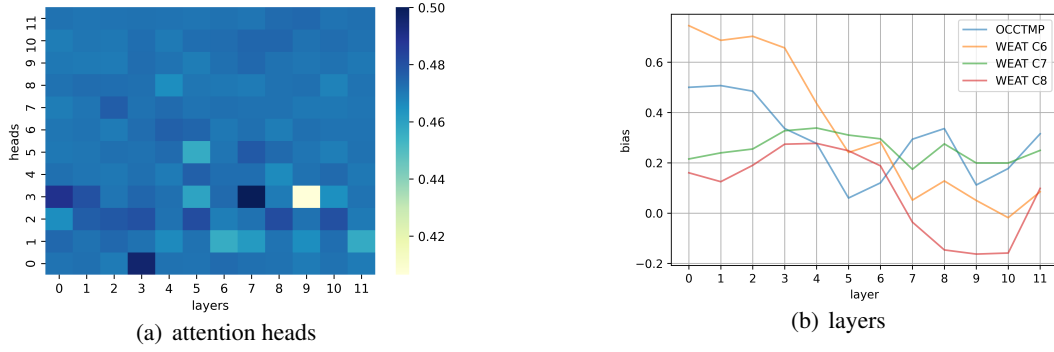 heads
11
10
9
8
7
6
5
4
3
2
1
0
0 1 2 3 4 5 6 7 8 9 10 11
layers
0.50
0.48
0.46
0.44
0.42
(a) attention heads
bias
0.6
0.4
0.2
0.0
−0.2
0 1 2 3 4 5 6 7 8 9 10 11
layer
OCCTMP
WEAT C6
WEAT C7
WEAT C8
(b) layers